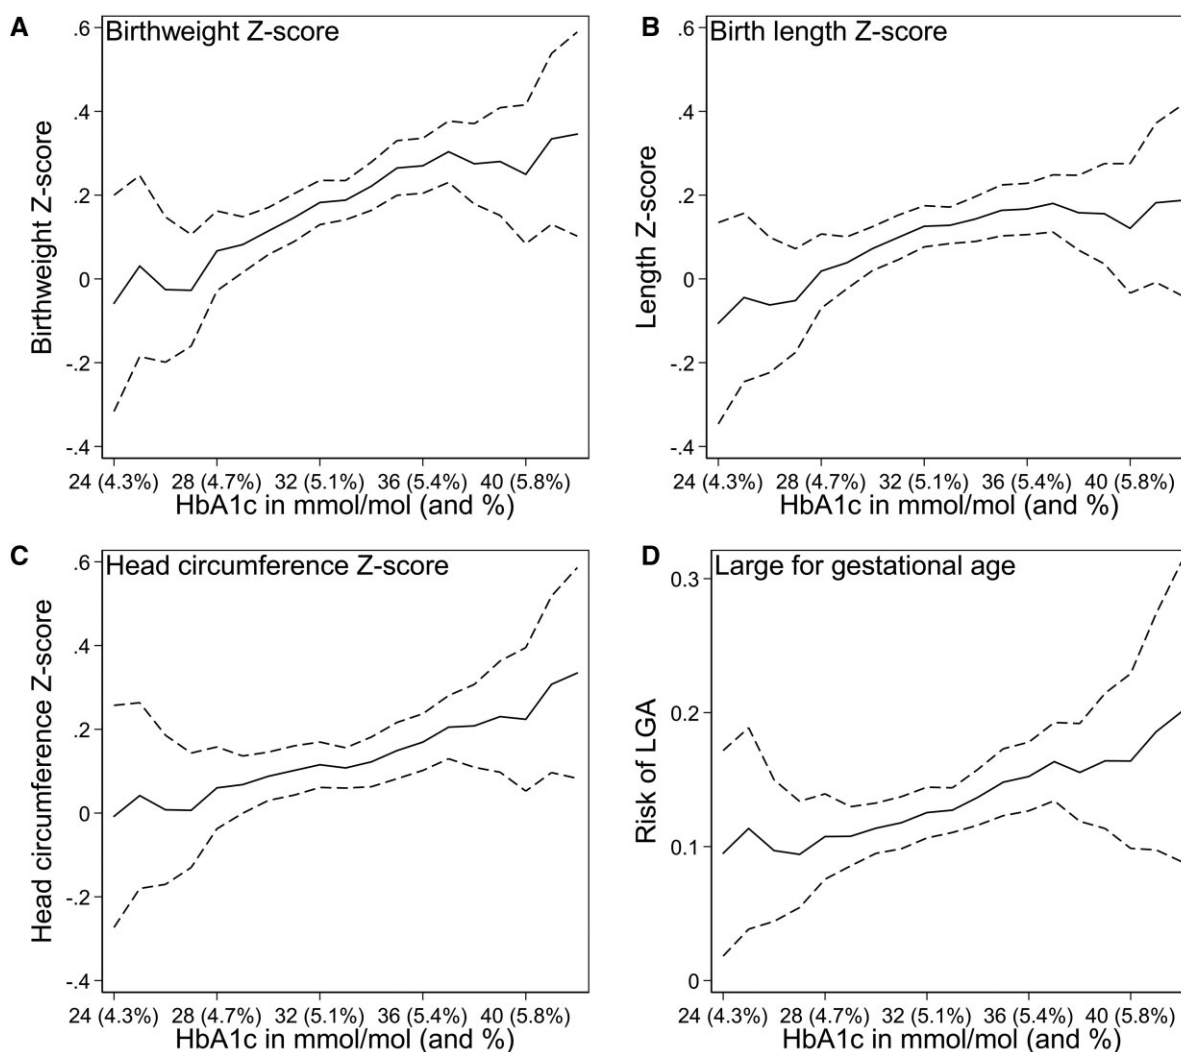 A
Birthweight Z-score
Birthweight Z-score
.6
.4
.2
0
-.2
-.4
24 (4.3%) 28 (4.7%) 32 (5.1%) 36 (5.4%) 40 (5.8%)
HbA1c in mmol/mol (and %)
B
Birth length Z-score
Length Z-score
.6
.4
.2
0
-.2
-.4
24 (4.3%) 28 (4.7%) 32 (5.1%) 36 (5.4%) 40 (5.8%)
HbA1c in mmol/mol (and %)
C
Head circumference Z-score
Head circumference Z-score
.6
.4
.2
0
-.2
-.4
24 (4.3%) 28 (4.7%) 32 (5.1%) 36 (5.4%) 40 (5.8%)
HbA1c in mmol/mol (and %)
D
Large for gestational age
Risk of LGA
0.3
0.2
0.1
0
24 (4.3%) 28 (4.7%) 32 (5.1%) 36 (5.4%) 40 (5.8%)
HbA1c in mmol/mol (and %)